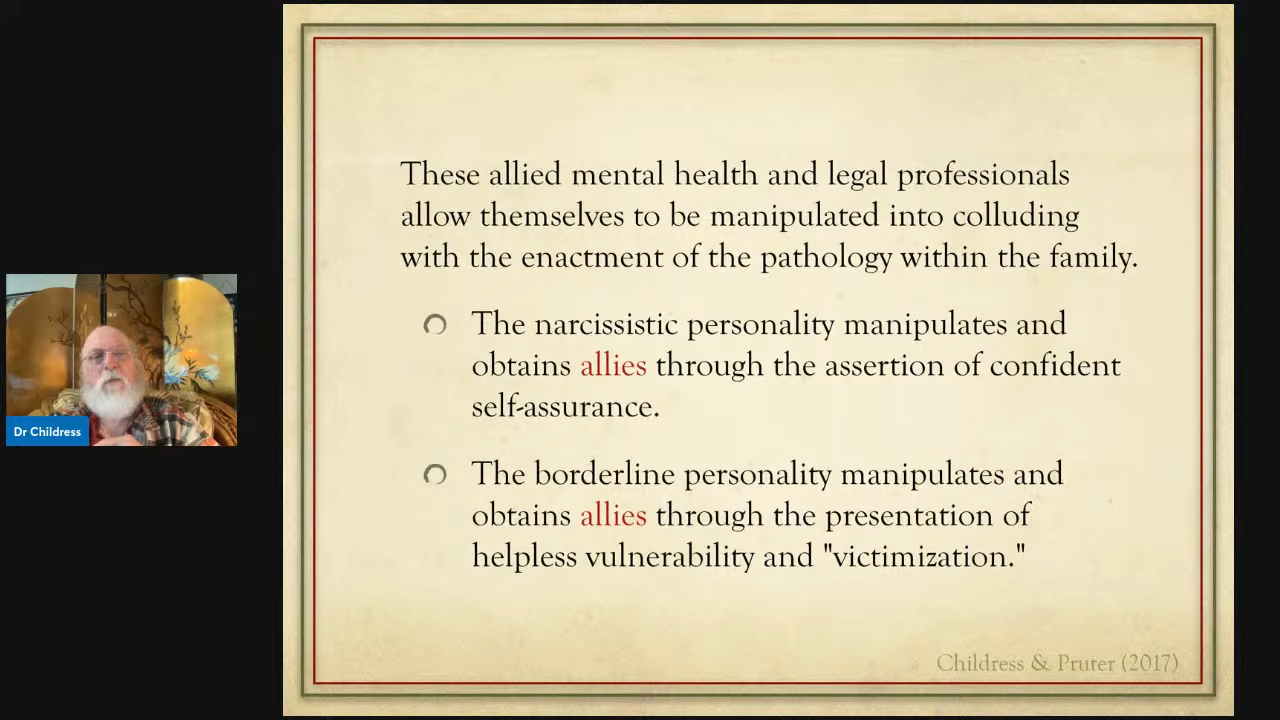 These allied mental health and legal professionals
allow themselves to be manipulated into colluding
with the enactment of the pathology within the family.
The narcissistic personality manipulates and
obtains allies through the assertion of confident
self-assurance.
The borderline personality manipulates and
obtains allies through the presentation of
helpless vulnerability and "victimization."
Childress & Pruter (2017)
Dr Childress